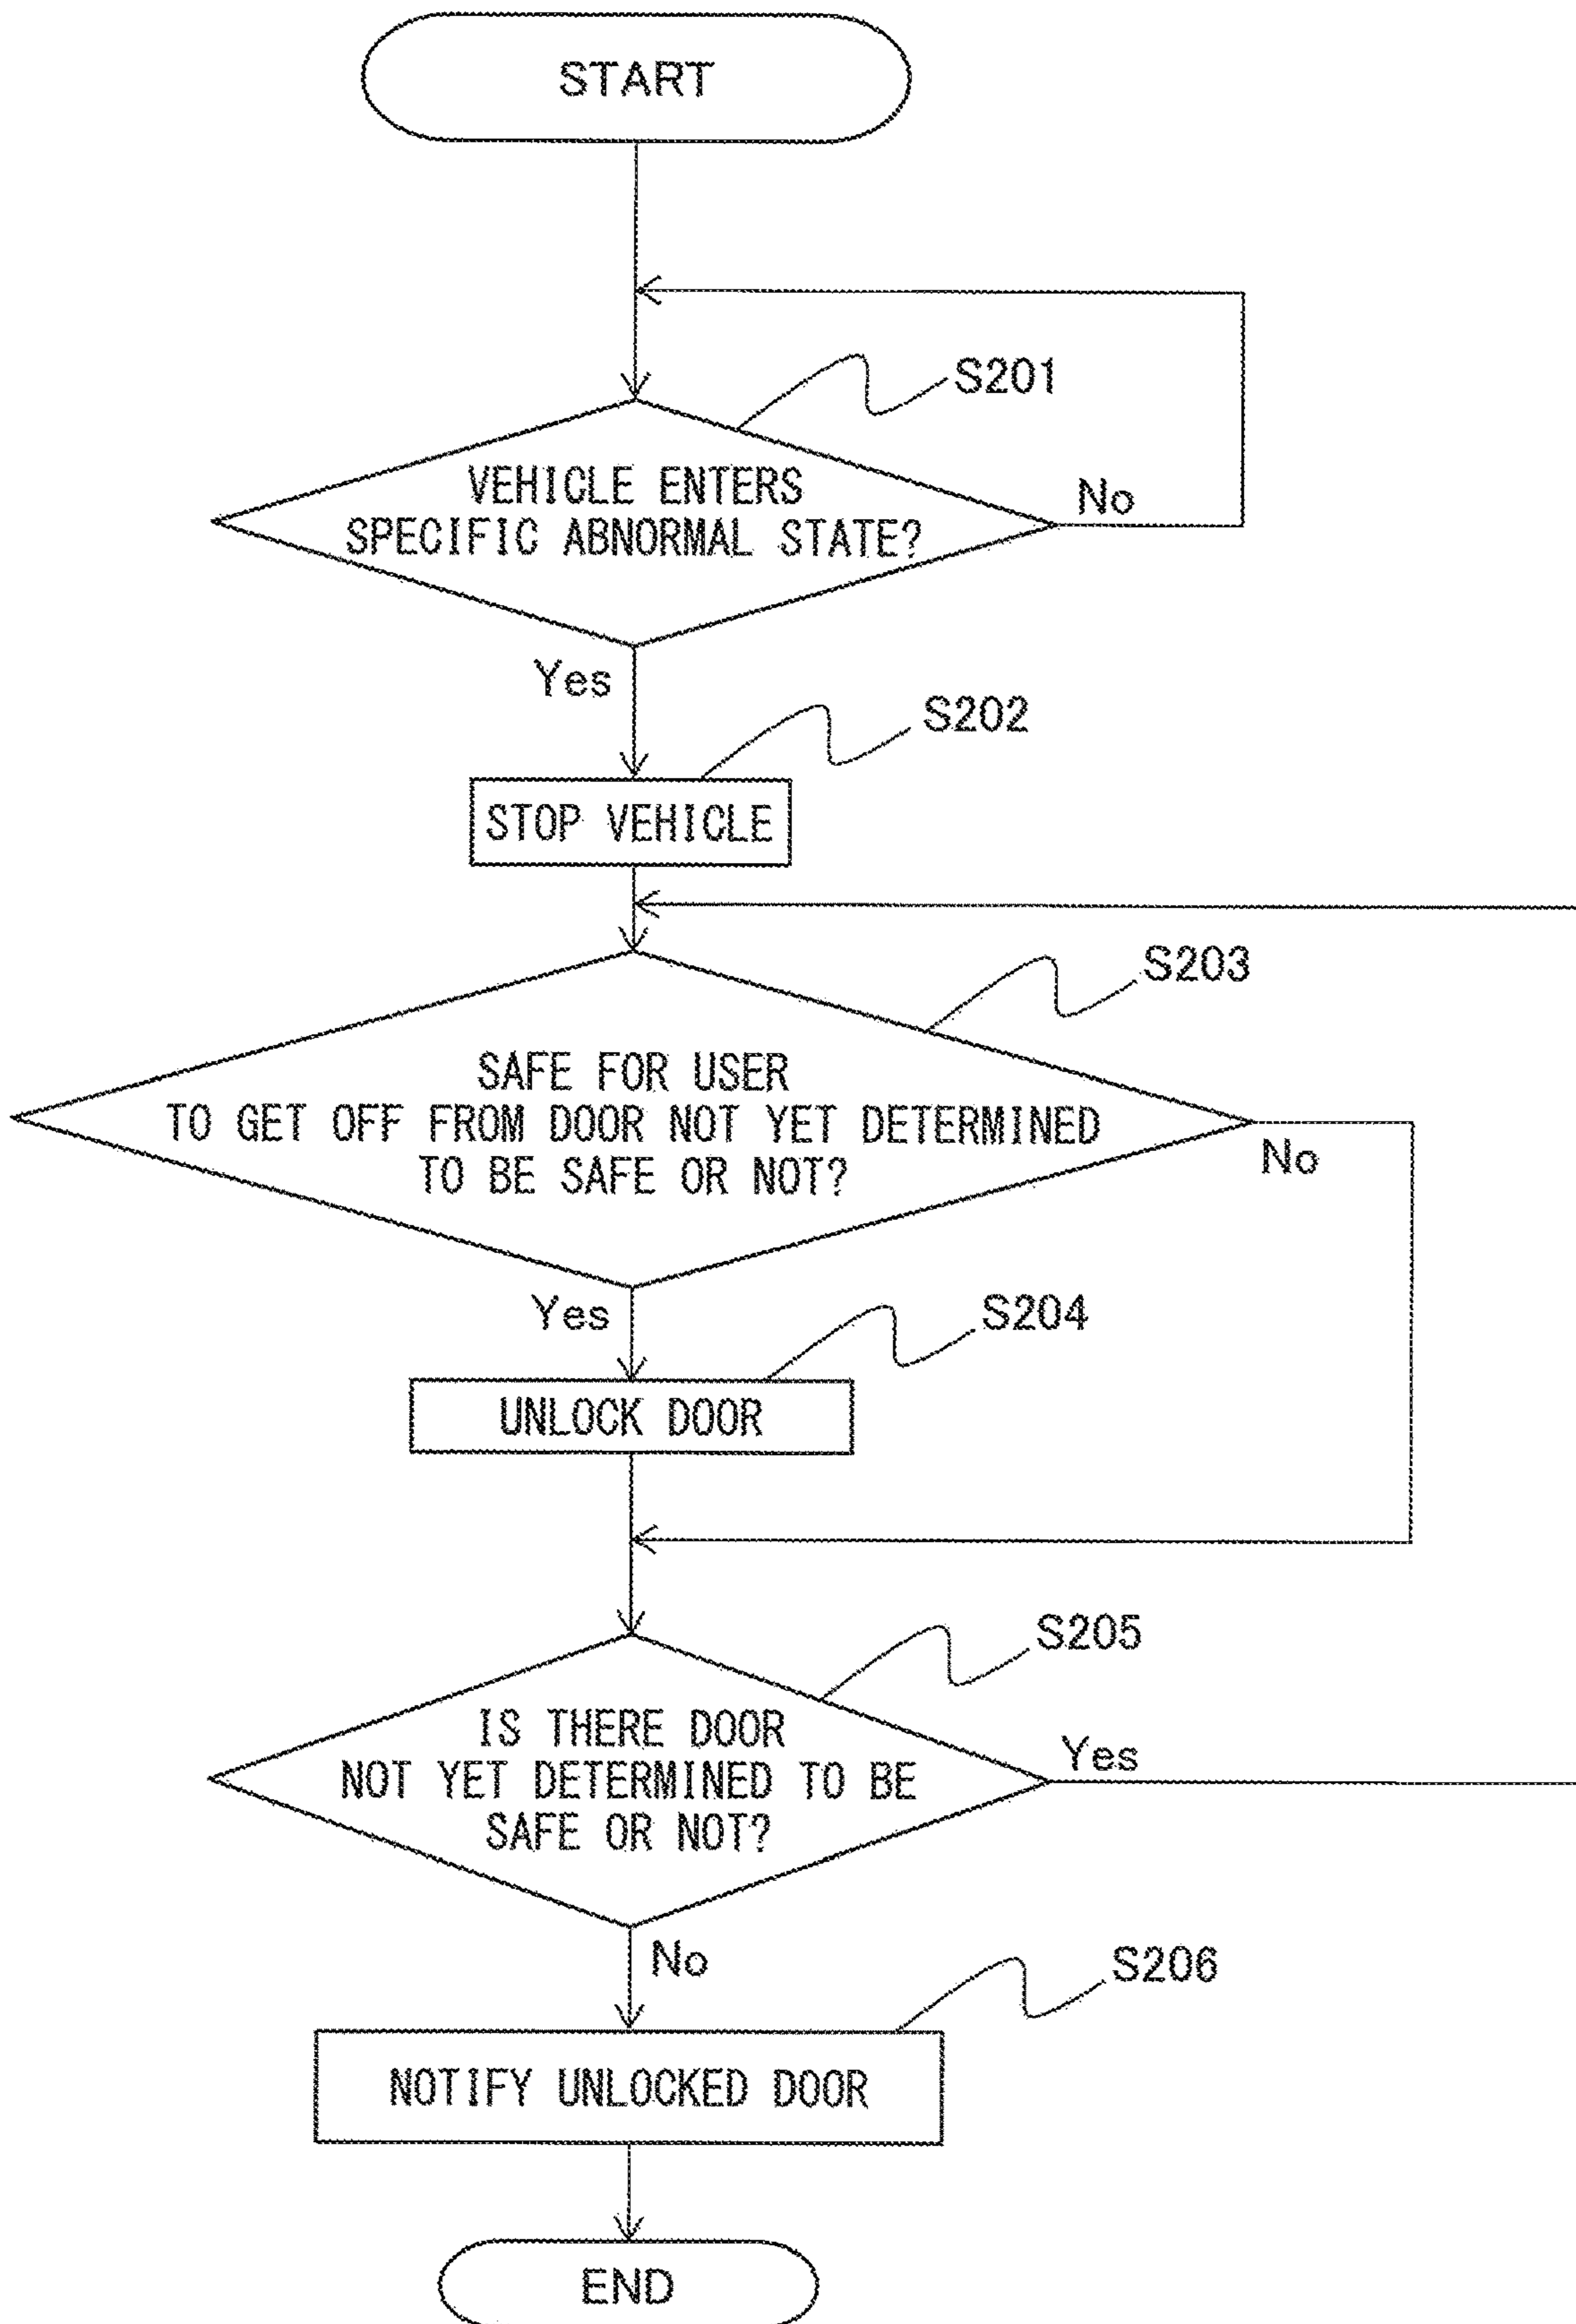 START
S201
VEHICLE ENTERS
SPECIFIC ABNORMAL STATE?
No
Yes
S202
STOP VEHICLE
S203
SAFE FOR USER
TO GET OFF FROM DOOR NOT YET DETERMINED
TO BE SAFE OR NOT?
No
Yes
S204
UNLOCK DOOR
S205
IS THERE DOOR
NOT YET DETERMINED TO BE
SAFE OR NOT?
Yes
No
S206
NOTIFY UNLOCKED DOOR
END